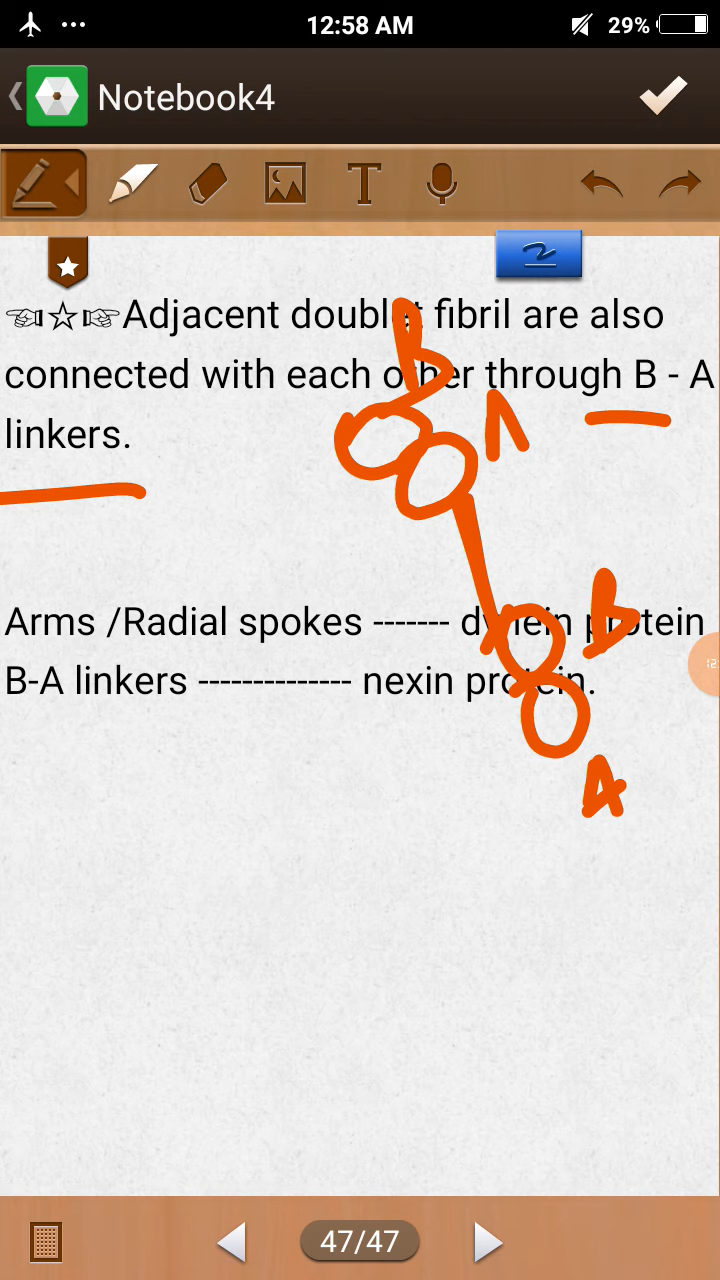 12:58 AM
29%
Notebook4
T
☜☆☞Adjacent doublet fibril are also
connected with each other through B - A
linkers.
B
A
Arms /Radial spokes ------- dynein protein
B
B-A linkers -------------- nexin protein.
A
47/47